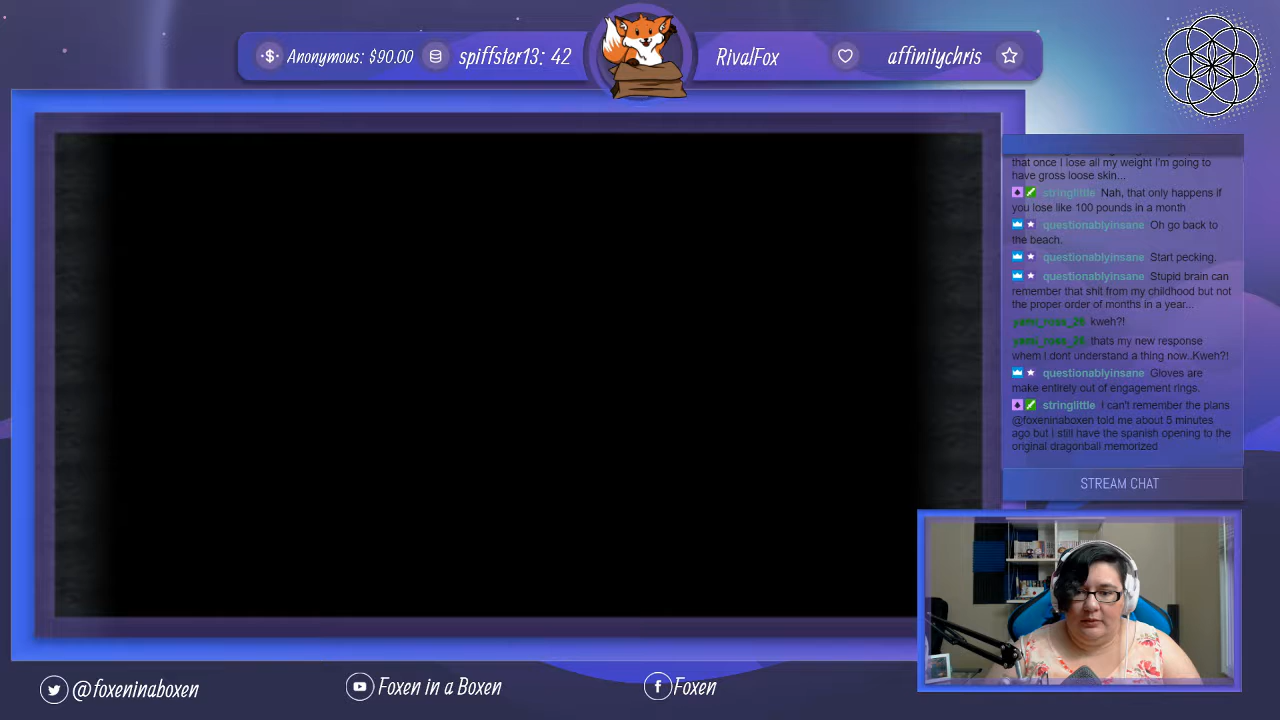 Anonymous: $90.00
spiffster13: 42
RivalFox
affinitychris
that once I lose all my weight I'm going to
have gross loose skin...
stringlittle Nah, that only happens if
you lose like 100 pounds in a month
questionablyinsane Oh go back to
the beach.
questionablyinsane Start pecking.
questionablyinsane Stupid brain can
remember that shit from my childhood but not
the proper order of months in a year...
yami_ross_26 kweh?!
yami_ross_26 thats my new response
whem I dont understand a thing now..Kweh?!
questionablyinsane Gloves are
make entirely out of engagement rings.
stringlittle I can't remember the plans
@foxeninaboxen told me about 5 minutes
ago but i still have the spanish opening to the
original dragonball memorized
STREAM CHAT
@foxeninaboxen
Foxen in a Boxen
Foxen